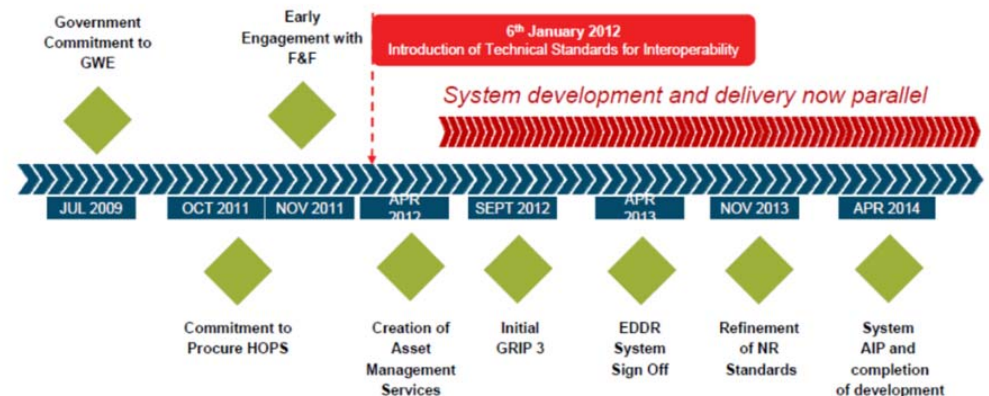 Government
Commitment to
GWE
Early
Engagement with
F&F
6th January 2012
Introduction of Technical Standards for Interoperability
System development and delivery now parallel
JUL 2009
OCT 2011
NOV 2011
APR
2012
SEPT 2012
APR
2013
NOV 2013
APR 2014
Commitment to
Procure HOPS
Creation of
Asset
Management
Services
Initial
GRIP 3
EDDR
System
Sign Off
Refinement
of NR
Standards
System
AIP and
completion
of development